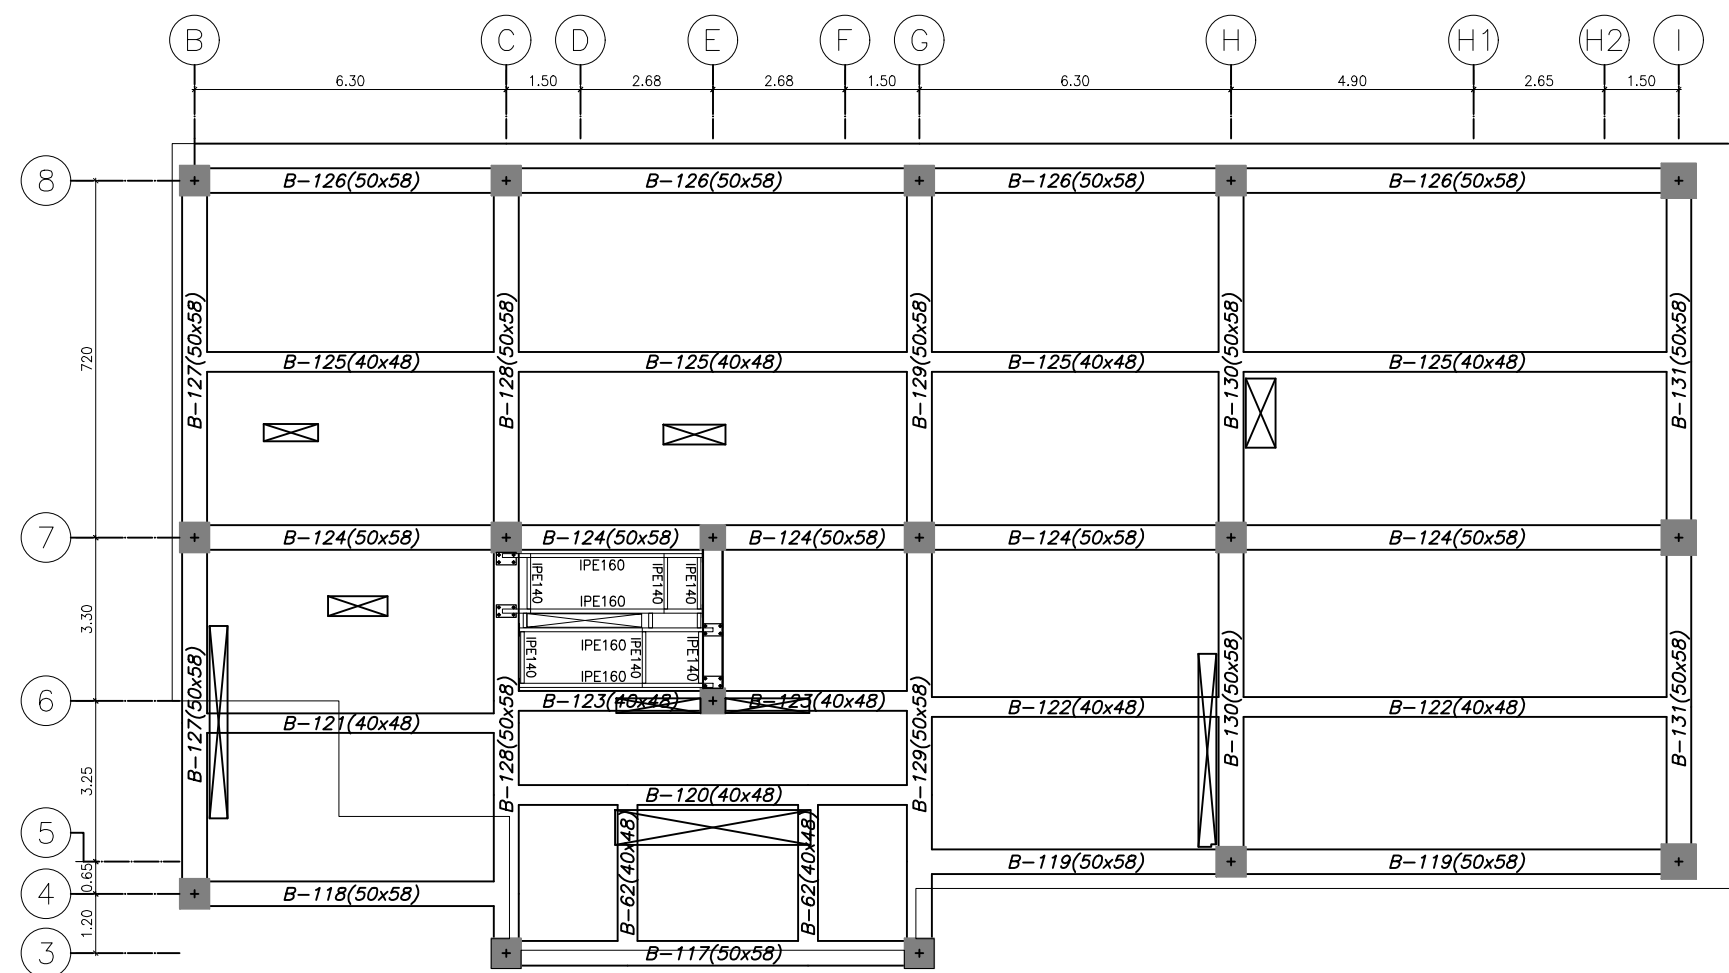 B C D E F G H H1 H2 I
6.30 1.50 2.68 2.68 1.50 6.30 4.90 2.65 1.50
8
B-126(50x58) B-126(50x58) B-126(50x58) B-126(50x58)
720
B-127(50x58) B-128(50x58) B-129(50x58) B-130(50x58) B-131(50x58)
B-125(40x48) B-125(40x48) B-125(40x48) B-125(40x48)
7
B-124(50x58) B-124(50x58) B-124(50x58) B-124(50x58) B-124(50x58)
IPE160
IPE140 IPE140 IPE140
IPE160
3.30
IPE160
IPE140 IPE140 IPE140
IPE160
6
B-123(40x48) B-123(40x48)
B-122(40x48) B-122(40x48)
B-121(40x48)
B-127(50x58) B-128(50x58) B-129(50x58) B-130(50x58) B-131(50x58)
3.25
B-120(40x48)
5
B-62(40x48) B-62(40x48)
B-119(50x58) B-119(50x58)
0.65
4
B-118(50x58)
1.20
3
B-117(50x58)